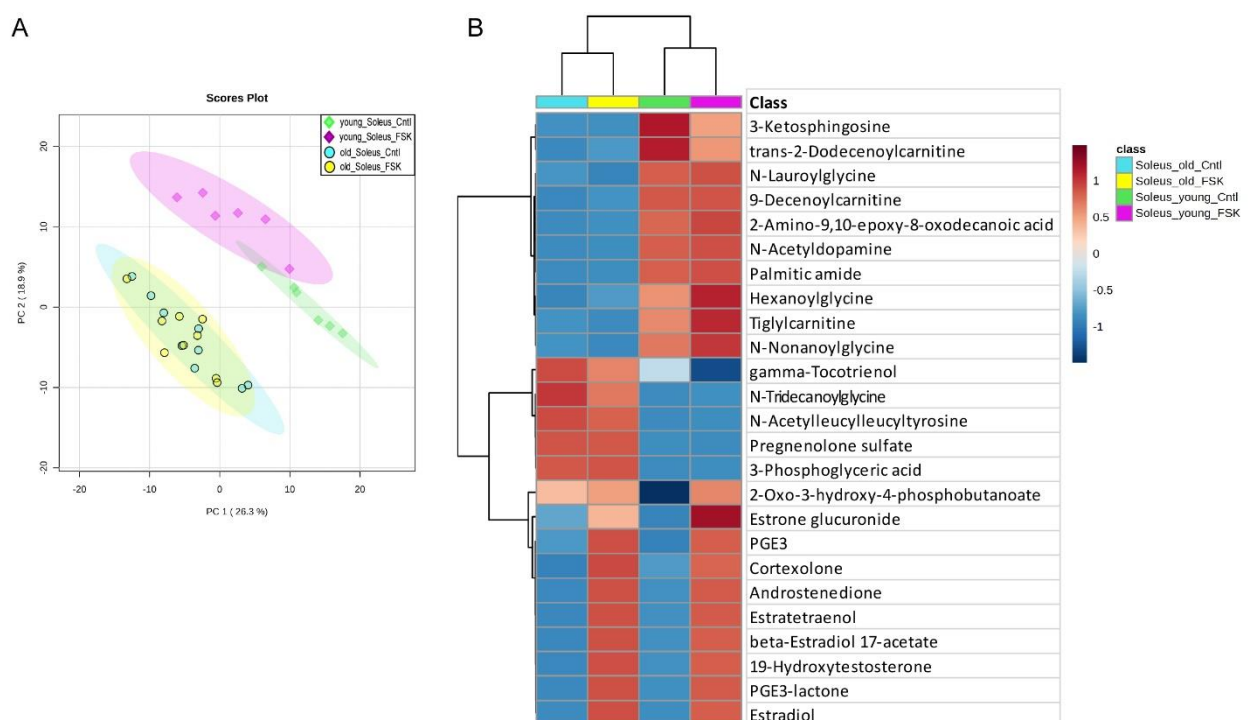 A
B
Scores Plot
young_Soleus_Cntl
young_Soleus_FSK
old_Soleus_Cntl
old_Soleus_FSK
20
10
0
-10
-20
PC 2 ( 18.9 %)
-20
-10
0
10
20
PC 1 ( 26.3 %)
Class
3-Ketosphingosine
trans-2-Dodecenoylcarnitine
N-Lauroylglycine
9-Decenoylcarnitine
2-Amino-9,10-epoxy-8-oxodecanoic acid
N-Acetyldopamine
Palmitic amide
Hexanoylglycine
Tiglylcarnitine
N-Nonanoylglycine
gamma-Tocotrienol
N-Tridecanoylglycine
N-Acetylleucylleucyltyrosine
Pregnenolone sulfate
3-Phosphoglyceric acid
2-Oxo-3-hydroxy-4-phosphobutanoate
Estrone glucuronide
PGE3
Cortexolone
Androstenedione
Estratetraenol
beta-Estradiol 17-acetate
19-Hydroxytestosterone
PGE3-lactone
Estradiol
1
0.5
0
-0.5
-1
class
Soleus_old_Cntl
Soleus_old_FSK
Soleus_young_Cntl
Soleus_young_FSK